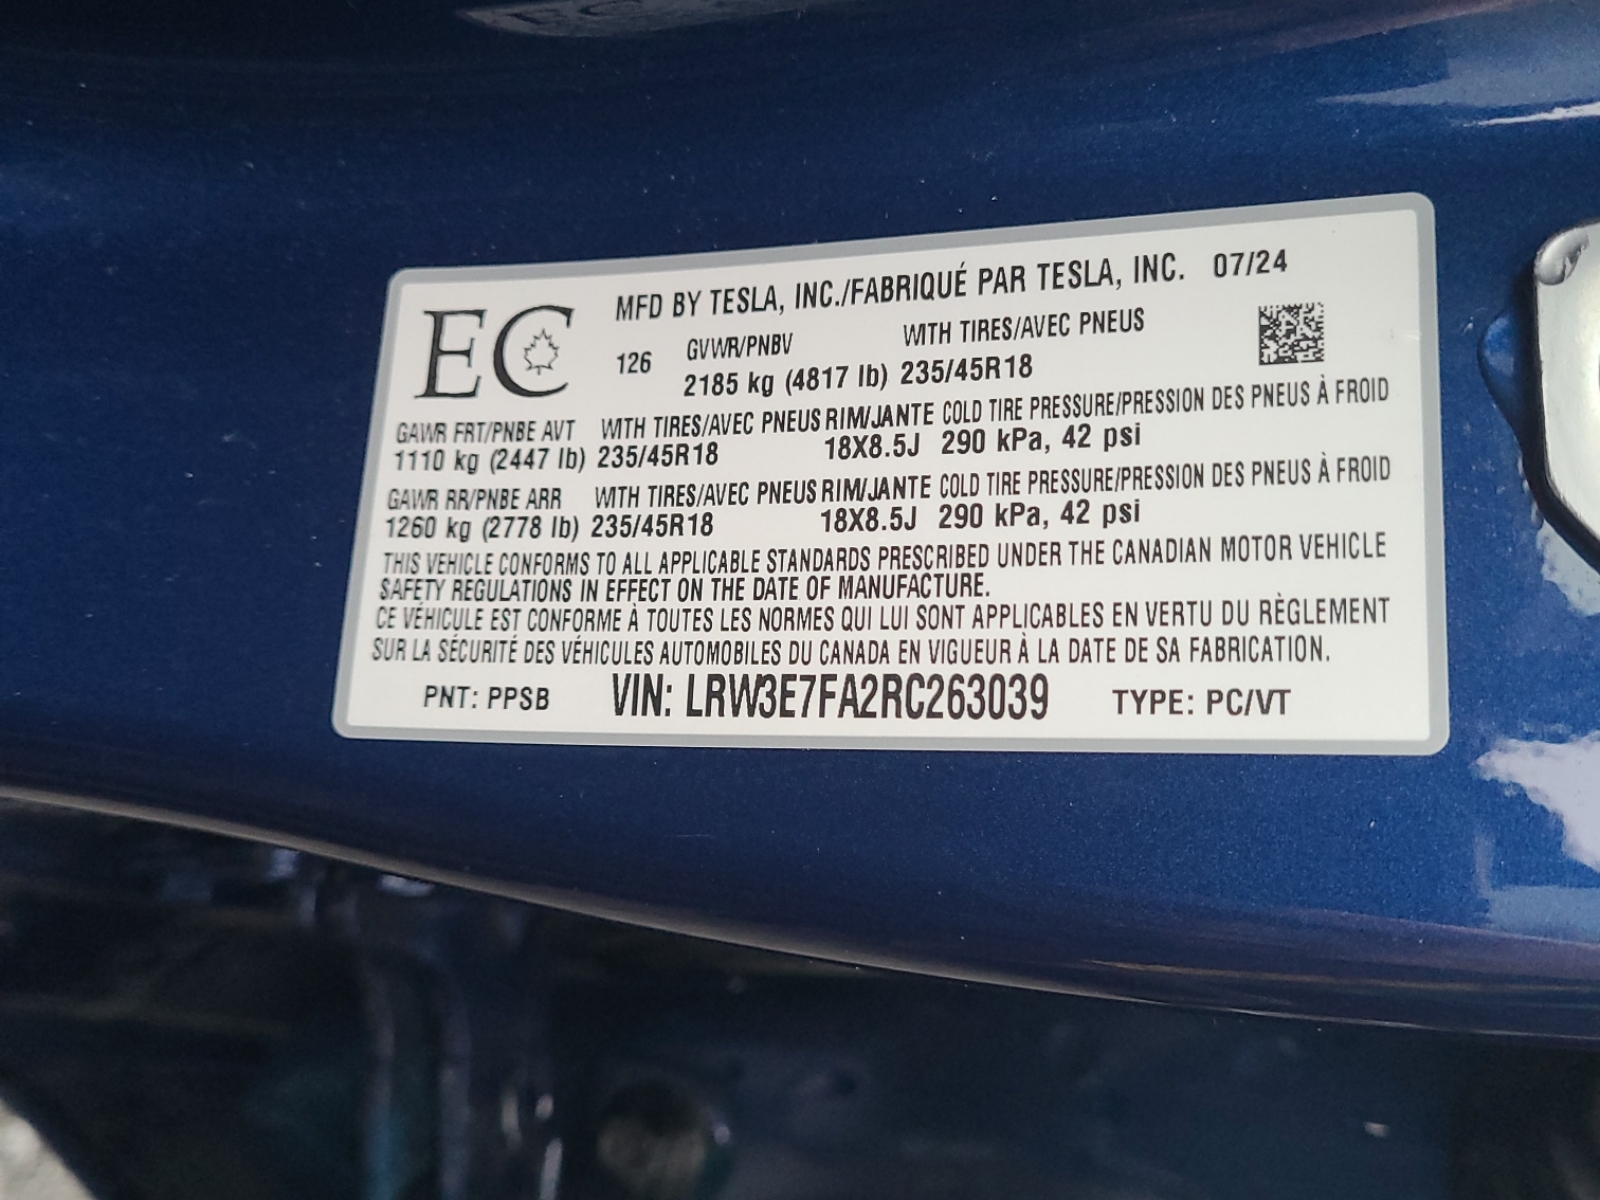 EC
MFD BY TESLA, INC./FABRIQUÉ PAR TESLA, INC. 07/24
126 GVWR/PNBV WITH TIRES/AVEC PNEUS
2185 kg (4817 lb) 235/45R18
GAWR FRT/PNBE AVT WITH TIRES/AVEC PNEUS RIM/JANTE COLD TIRE PRESSURE/PRESSION DES PNEUS À FROID
1110 kg (2447 lb) 235/45R18 18X8.5J 290 kPa, 42 psi
GAWR RR/PNBE ARR WITH TIRES/AVEC PNEUS RIM/JANTE COLD TIRE PRESSURE/PRESSION DES PNEUS À FROID
1260 kg (2778 lb) 235/45R18 18X8.5J 290 kPa, 42 psi
THIS VEHICLE CONFORMS TO ALL APPLICABLE STANDARDS PRESCRIBED UNDER THE CANADIAN MOTOR VEHICLE
SAFETY REGULATIONS IN EFFECT ON THE DATE OF MANUFACTURE.
CE VÉHICULE EST CONFORME À TOUTES LES NORMES QUI LUI SONT APPLICABLES EN VERTU DU RÈGLEMENT
SUR LA SÉCURITÉ DES VÉHICULES AUTOMOBILES DU CANADA EN VIGUEUR À LA DATE DE SA FABRICATION.
PNT: PPSB VIN: LRW3E7FA2RC263039 TYPE: PC/VT